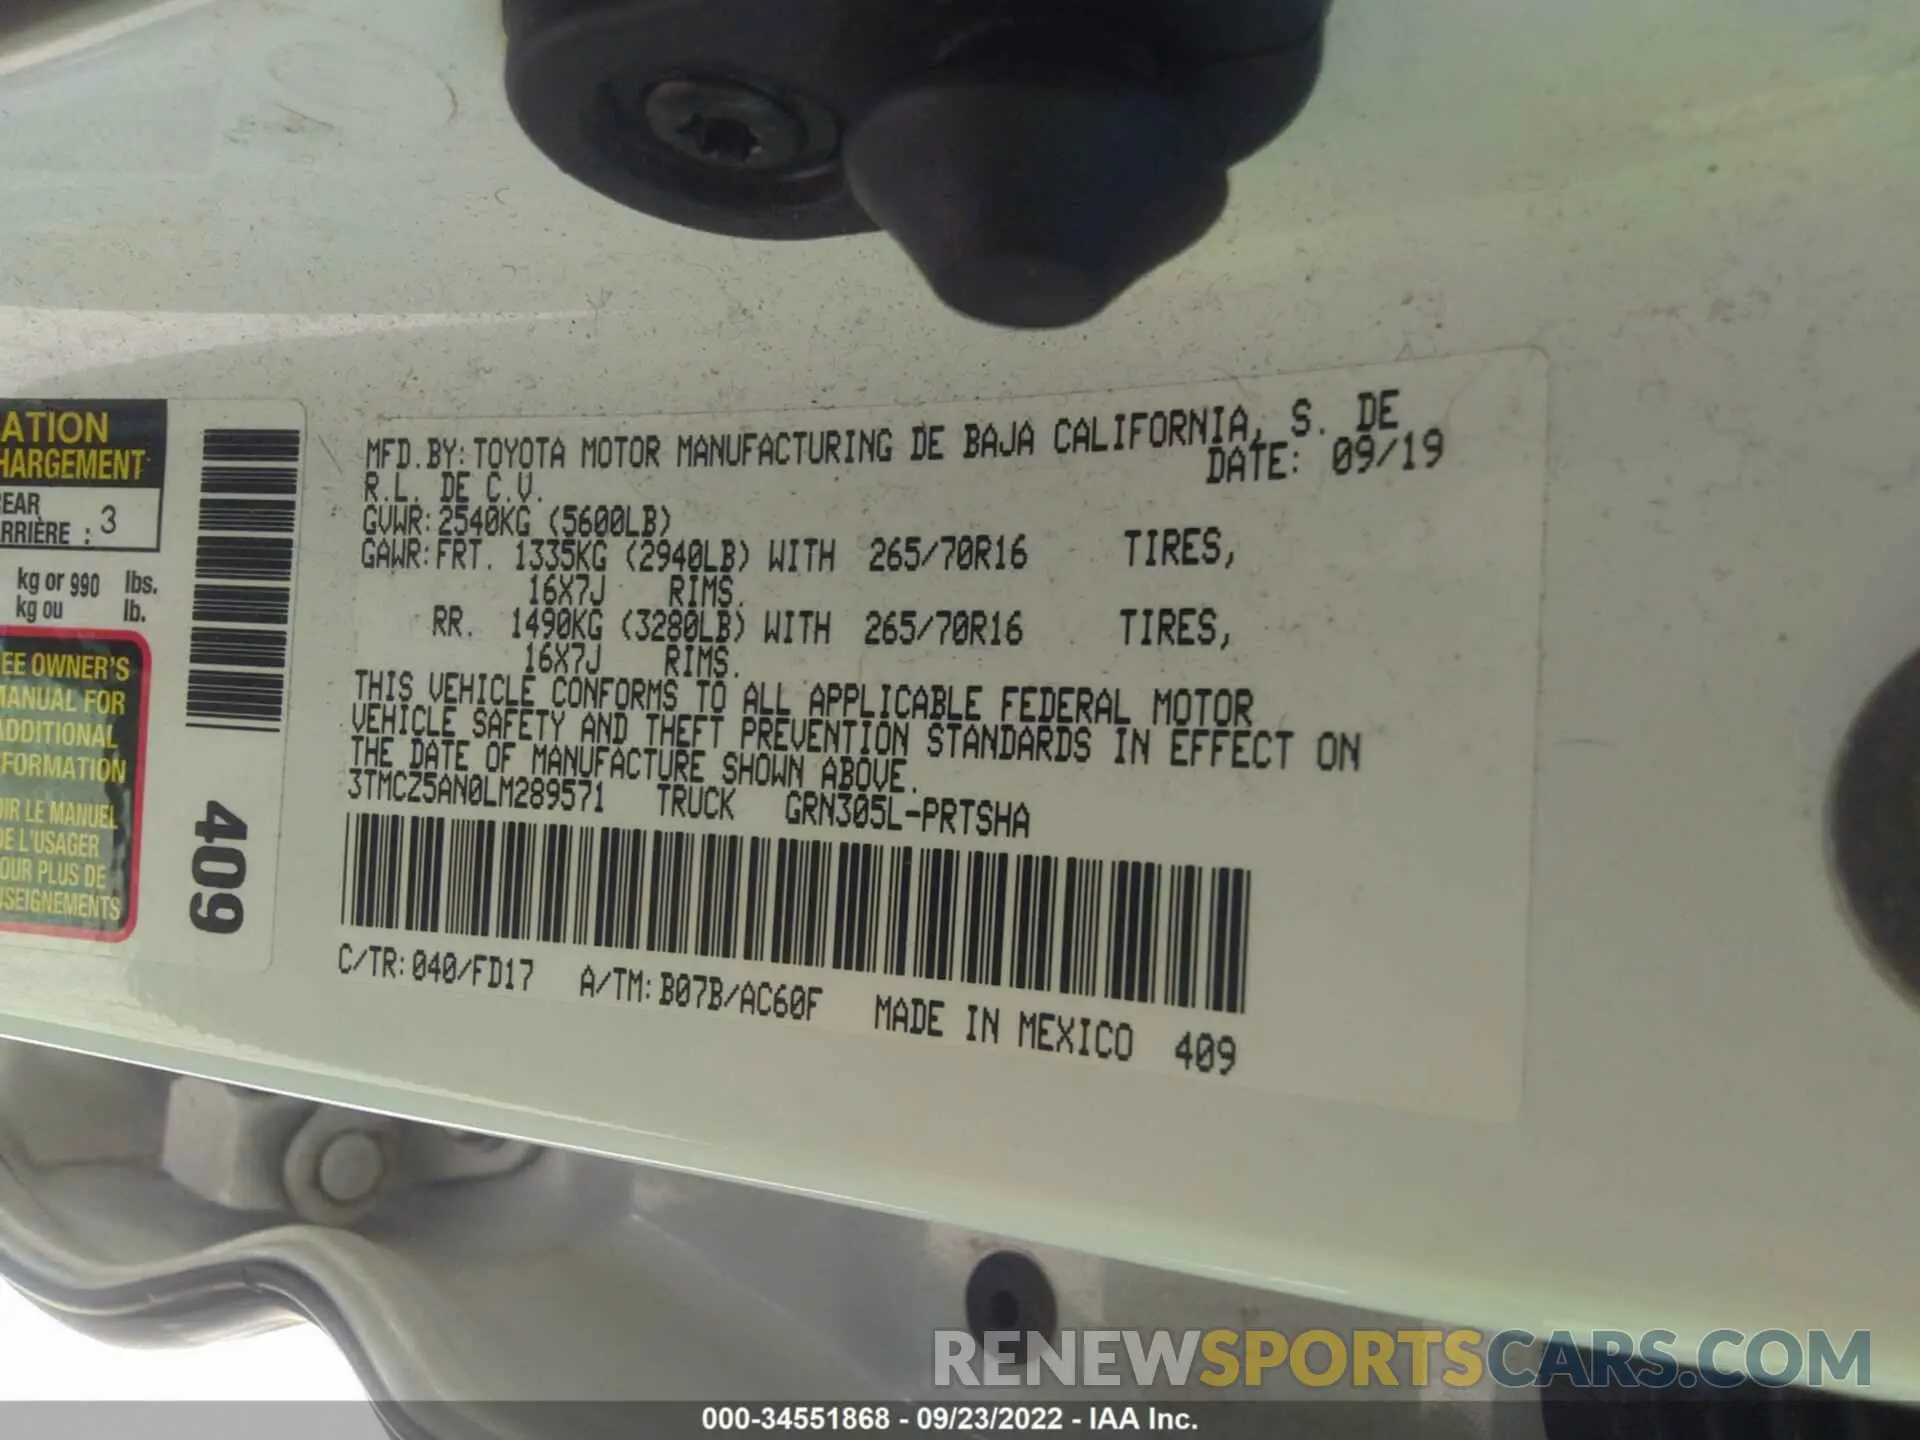 ATION
HARGEMENT
REAR
ARRIÈRE : 3
kg or 990 lbs.
kg ou lb.
EE OWNER'S
MANUAL FOR
ADDITIONAL
FORMATION
OIR LE MANUEL
DE L'USAGER
OUR PLUS DE
NSEIGNEMENTS
409
MFD.BY:TOYOTA MOTOR MANUFACTURING DE BAJA CALIFORNIA, S. DE
R.L. DE C.V. DATE: 09/19
GVWR:2540KG (5600LB)
GAWR:FRT. 1335KG (2940LB) WITH 265/70R16 TIRES,
16X7J RIMS.
RR. 1490KG (3280LB) WITH 265/70R16 TIRES,
16X7J RIMS.
THIS VEHICLE CONFORMS TO ALL APPLICABLE FEDERAL MOTOR
VEHICLE SAFETY AND THEFT PREVENTION STANDARDS IN EFFECT ON
THE DATE OF MANUFACTURE SHOWN ABOVE.
3TMCZ5AN0LM289571 TRUCK GRN305L-PRTSHA
C/TR:040/FD17 A/TM:B07B/AC60F MADE IN MEXICO 409
RENEWSPORTSCARS.COM
000-34551868 - 09/23/2022 - IAA Inc.